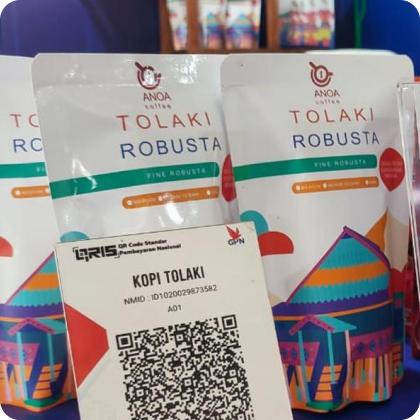 ANOA
coffee
TOLAKI
ROBUSTA
FINE ROBUSTA
ANOA
coffee
TOLAKI
ROBUSTA
FINE ROBUSTA
QRIS QR Code Standar
Pembayaran Nasional
GPN
KOPI TOLAKI
NMID : ID1020029873582
A01